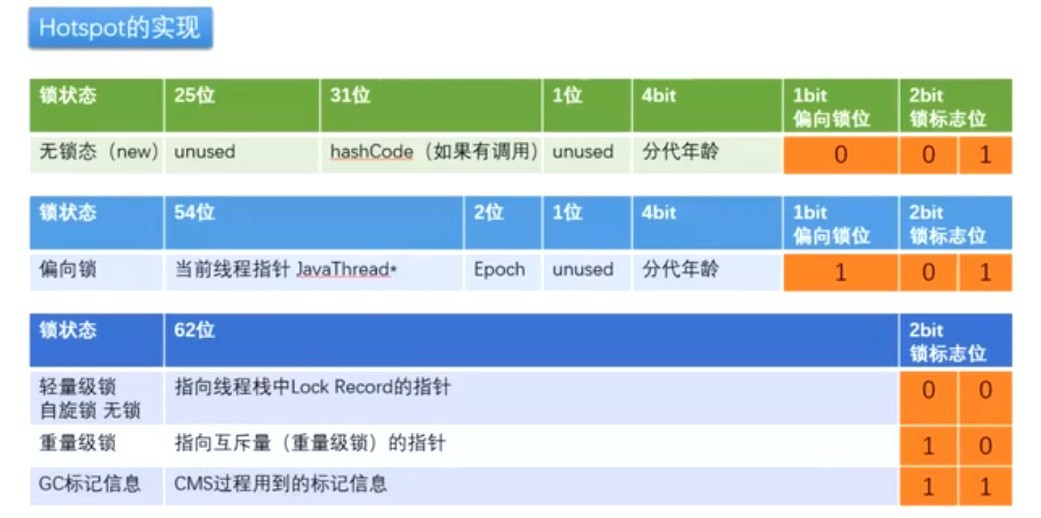 Hotspot的实现
锁状态 25位 31位 1位 4bit 1bit 2bit
偏向锁位 锁标志位
无锁态（new） unused hashCode（如果有调用） unused 分代年龄 0 0 1
锁状态 54位 2位 1位 4bit 1bit 2bit
偏向锁位 锁标志位
偏向锁 当前线程指针 JavaThread* Epoch unused 分代年龄 1 0 1
锁状态 62位 2bit
锁标志位
轻量级锁 指向线程栈中Lock Record的指针 0 0
自旋锁 无锁
重量级锁 指向互斥量（重量级锁）的指针 1 0
GC标记信息 CMS过程用到的标记信息 1 1